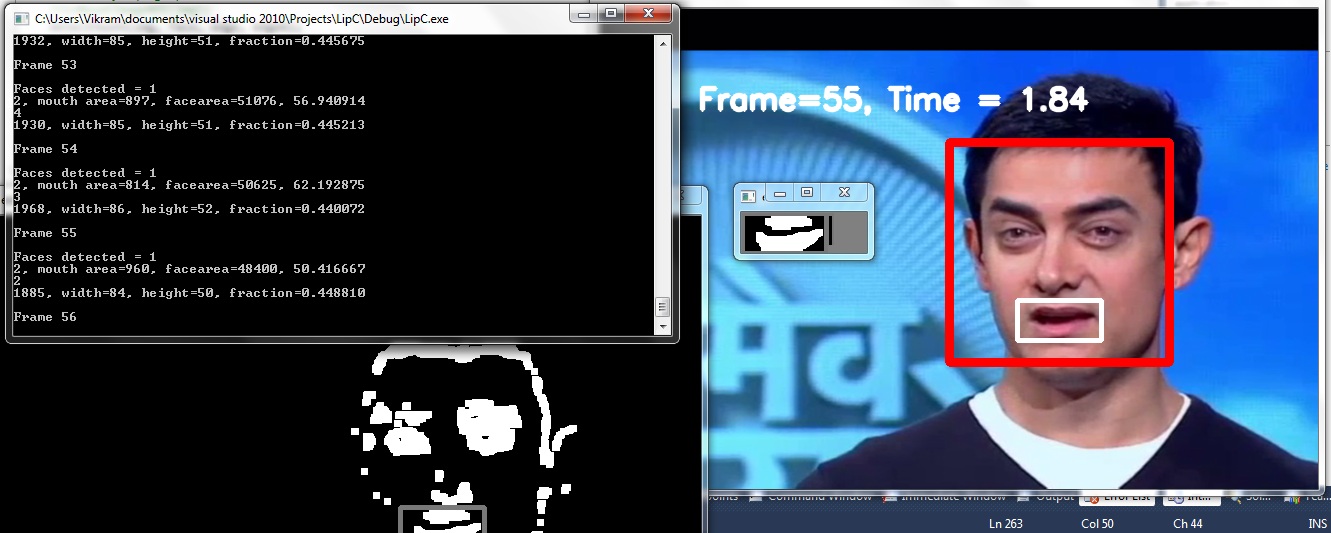 C:\Users\Vikram\documents\visual studio 2010\Projects\LipC\Debug\LipC.exe
1932, width=85, height=51, fraction=0.445675
Frame 53
Faces detected = 1
2, mouth area=897, facearea=51076, 56.940914
4
1930, width=85, height=51, fraction=0.445213
Frame 54
Faces detected = 1
2, mouth area=814, facearea=50625, 62.192875
3
1968, width=86, height=52, fraction=0.440072
Frame 55
Faces detected = 1
2, mouth area=960, facearea=48400, 50.416667
2
1885, width=84, height=50, fraction=0.448810
Frame 56
Frame=55, Time = 1.84
Command Window
Immediate Window
Output
Error List
Ln 263
Col 50
Ch 44
INS